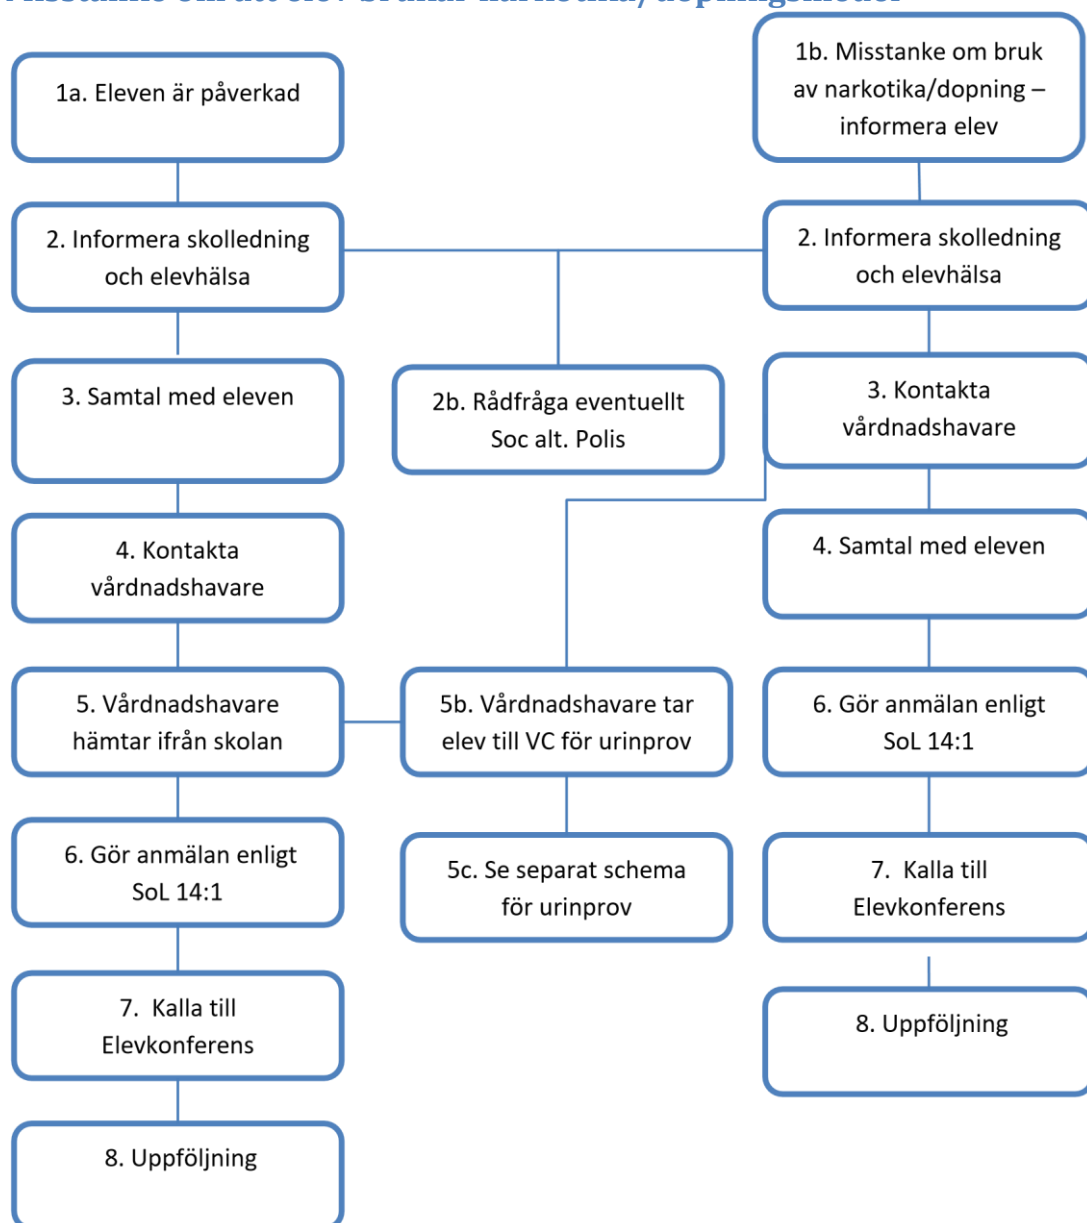 1a. Eleven är påverkad
2. Informera skolledning
och elevhälsa
3. Samtal med eleven
4. Kontakta
vårdnadshavare
5. Vårdnadshavare
hämtar ifrån skolan
6. Gör anmälan enligt
SoL 14:1
7. Kalla till
Elevkonferens
8. Uppföljning
2b. Rådfråga eventuellt
Soc alt. Polis
5b. Vårdnadshavare tar
elev till VC för urinprov
5c. Se separat schema
för urinprov
1b. Misstanke om bruk
av narkotika/dopning –
informera elev
2. Informera skolledning
och elevhälsa
3. Kontakta
vårdnadshavare
4. Samtal med eleven
6. Gör anmälan enligt
SoL 14:1
7. Kalla till
Elevkonferens
8. Uppföljning